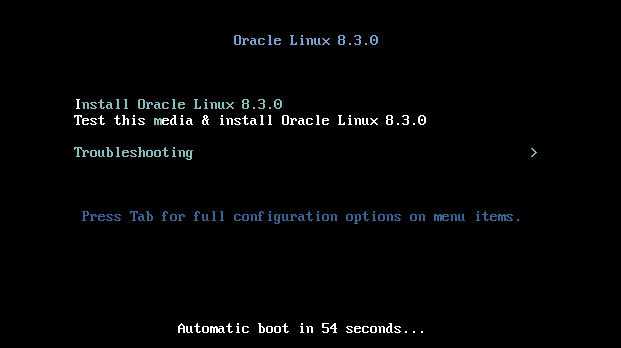 Oracle Linux 8.3.0
Install Oracle Linux 8.3.0
Test this media & install Oracle Linux 8.3.0
Troubleshooting >
Press Tab for full configuration options on menu items.
Automatic boot in 54 seconds...